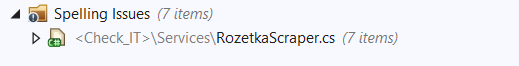 Spelling Issues (7 items)
<Check_IT>\Services\RozetkaScraper.cs (7 items)